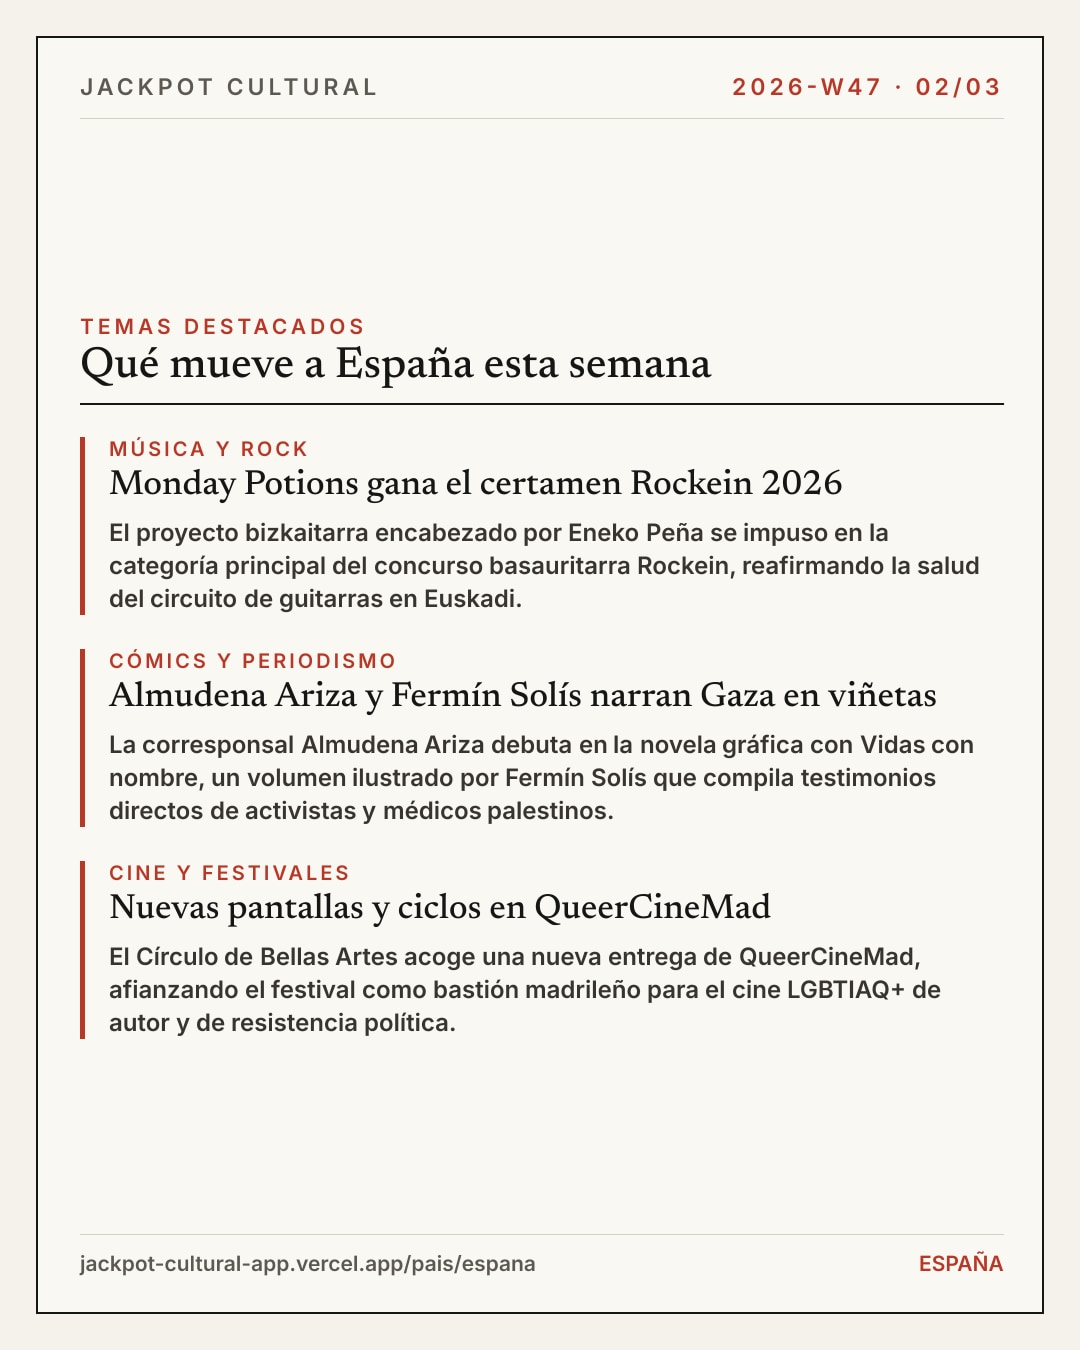 JACKPOT CULTURAL
2026-W47 · 02/03
TEMAS DESTACADOS
Qué mueve a España esta semana
MÚSICA Y ROCK
Monday Potions gana el certamen Rockein 2026
El proyecto bizkaitarra encabezado por Eneko Peña se impuso en la
categoría principal del concurso basauritarra Rockein, reafirmando la salud
del circuito de guitarras en Euskadi.
CÓMICS Y PERIODISMO
Almudena Ariza y Fermín Solís narran Gaza en viñetas
La corresponsal Almudena Ariza debuta en la novela gráfica con Vidas con
nombre, un volumen ilustrado por Fermín Solís que compila testimonios
directos de activistas y médicos palestinos.
CINE Y FESTIVALES
Nuevas pantallas y ciclos en QueerCineMad
El Círculo de Bellas Artes acoge una nueva entrega de QueerCineMad,
afianzando el festival como bastión madrileño para el cine LGBTIAQ+ de
autor y de resistencia política.
jackpot-cultural-app.vercel.app/pais/espana
ESPAÑA